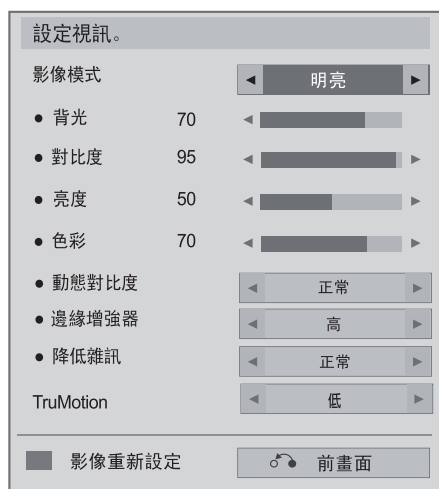 設定視訊。
影像模式 ◄ 明亮 ►
● 背光 70
● 對比度 95
● 亮度 50
● 色彩 70
● 動態對比度 ◄ 正常 ►
● 邊緣增強器 ◄ 高 ►
● 降低雜訊 ◄ 正常 ►
TruMotion ◄ 低 ►
影像重新設定 前畫面